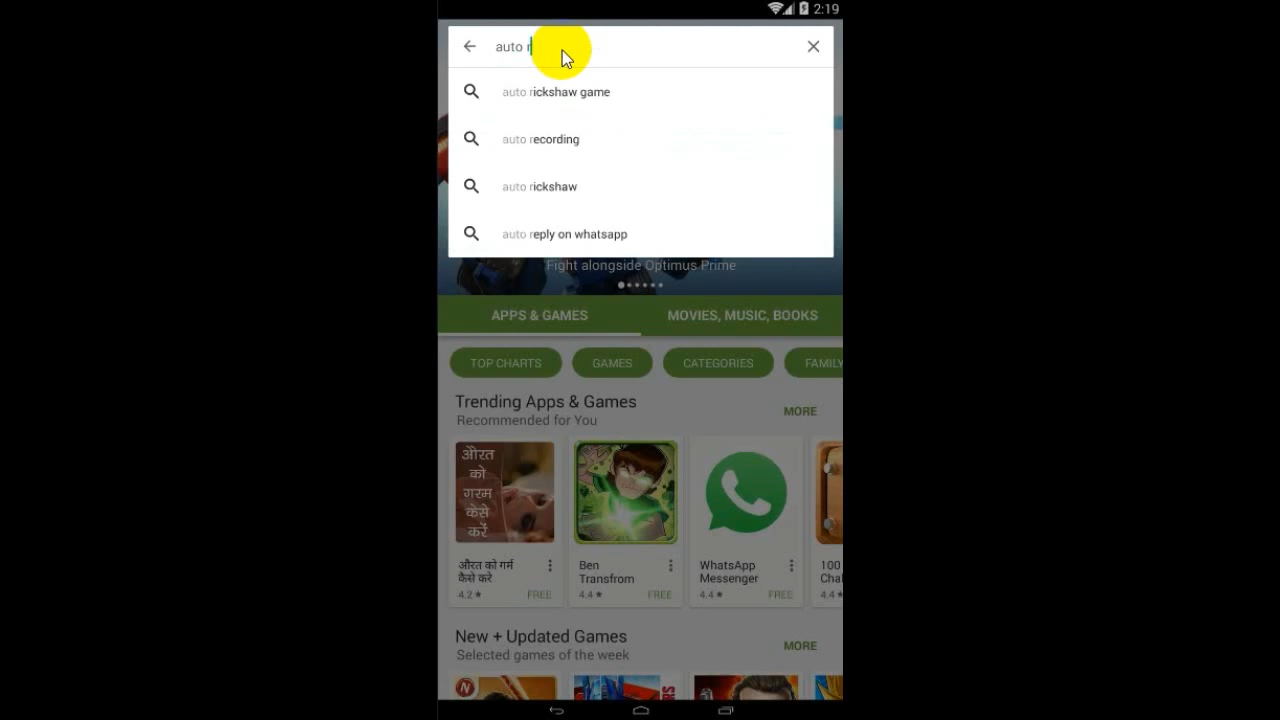 2:19
auto r
auto rickshaw game
auto recording
auto rickshaw
auto reply on whatsapp
Fight alongside Optimus Prime
APPS & GAMES
MOVIES, MUSIC, BOOKS
TOP CHARTS
GAMES
CATEGORIES
FAMILY
Trending Apps & Games
Recommended for You
MORE
औरत
को
गरम
कैसे
करें
औरत को गर्म
कैसे करे
4.2 ★
FREE
Ben
Transfrom
4.4 ★
FREE
WhatsApp
Messenger
4.4 ★
FREE
100
Chal
4.4 ★
New + Updated Games
Selected games of the week
MORE
N